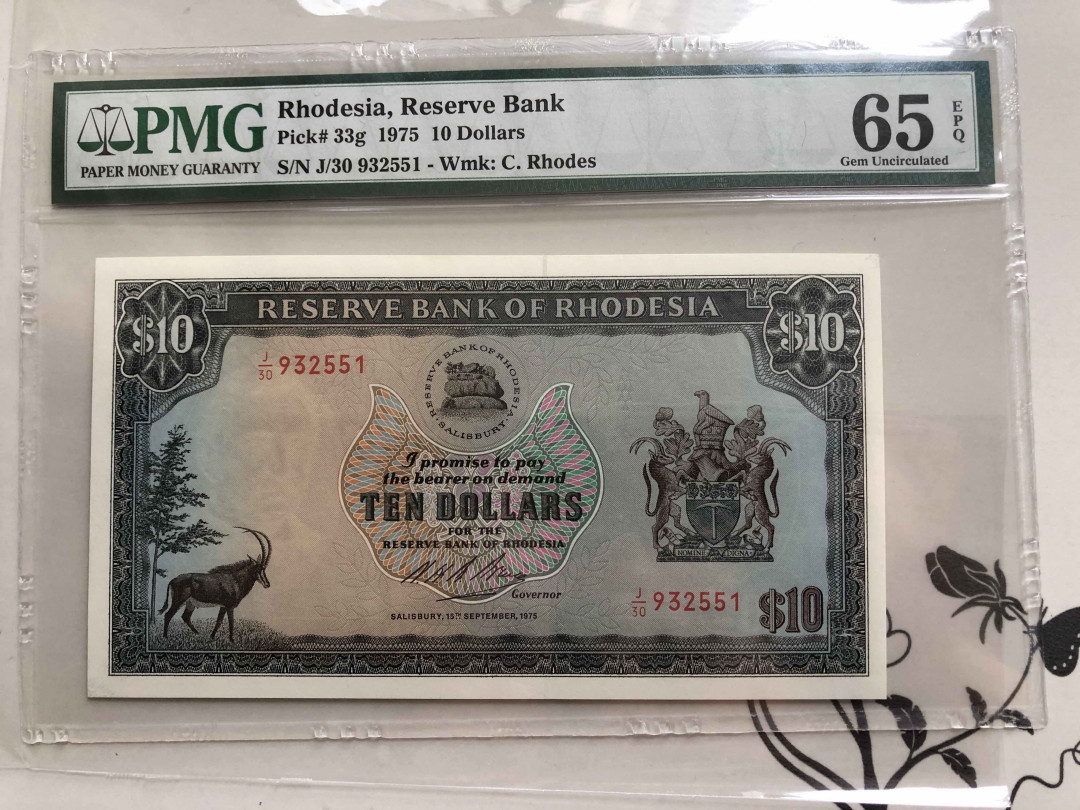 PMG
PAPER MONEY GUARANTY
Rhodesia, Reserve Bank
Pick# 33g 1975 10 Dollars
S/N J/30 932551 - Wmk: C. Rhodes
65
EPQ
Gem Uncirculated
RESERVE BANK OF RHODESIA
$10
$10
J/30 932551
RESERVE BANK OF RHODESIA
SALISBURY
I promise to pay
the bearer on demand
TEN DOLLARS
FOR THE
RESERVE BANK OF RHODESIA
Governor
SALISBURY, 15TH SEPTEMBER, 1975
J/30 932551
$10